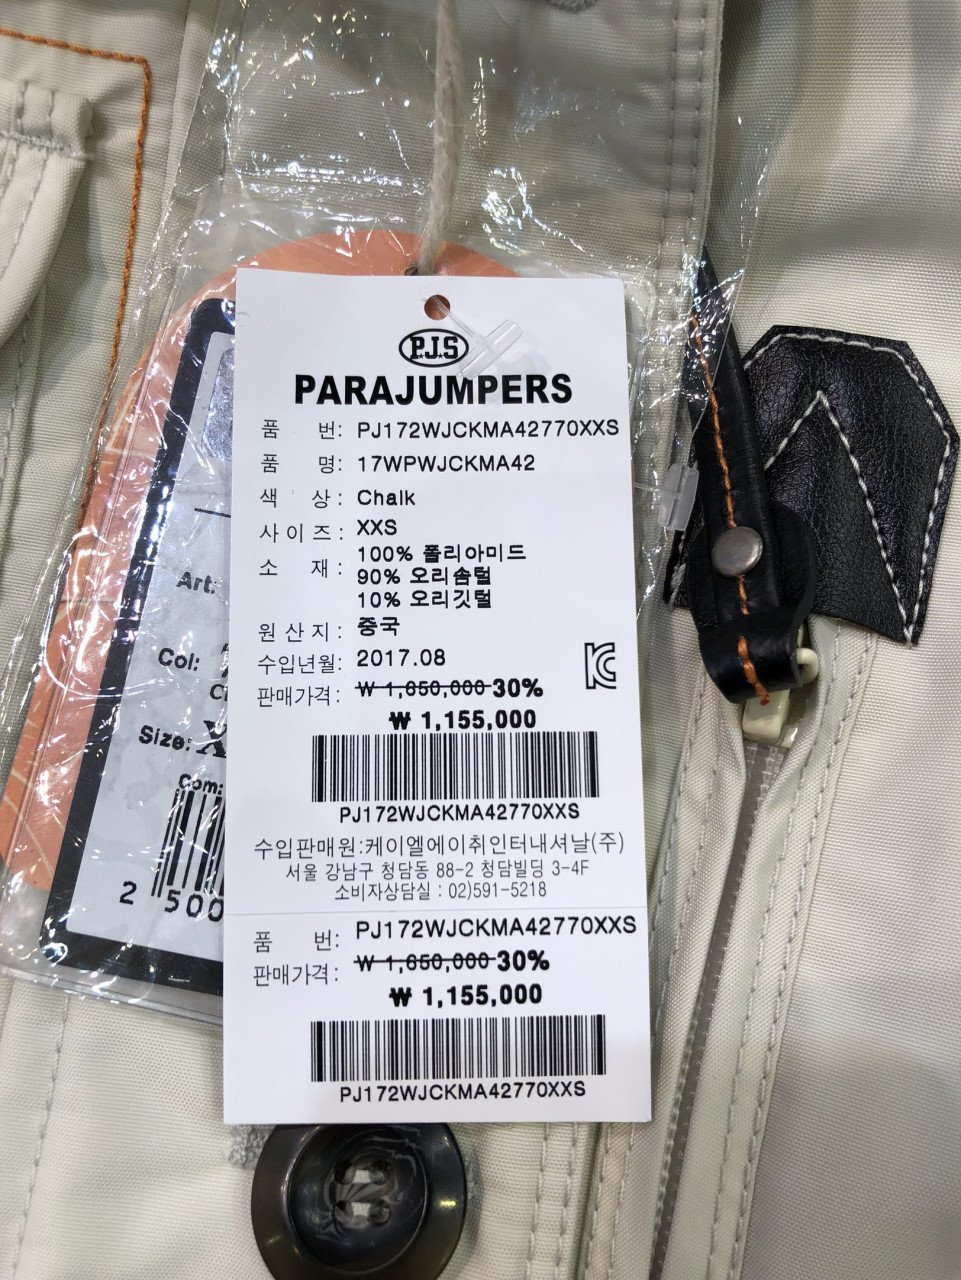 P.J.S
PARAJUMPERS
품 번: PJ172WJCKMA42770XXS
품 명: 17WPWJCKMA42
색 상: Chalk
사 이 즈: XXS
소 재: 100% 폴리아미드
90% 오리솜털
10% 오리깃털
원 산 지: 중국
수입년월: 2017.08
판매가격: ₩ 1,650,000 30%
₩ 1,155,000
PJ172WJCKMA42770XXS
수입판매원:케이엘에이취인터내셔날(주)
서울 강남구 청담동 88-2 청담빌딩 3-4F
소비자상담실 : 02)591-5218
품 번: PJ172WJCKMA42770XXS
판매가격: ₩ 1,650,000 30%
₩ 1,155,000
PJ172WJCKMA42770XXS
Art:
Col:
Size:
Com:
2 500